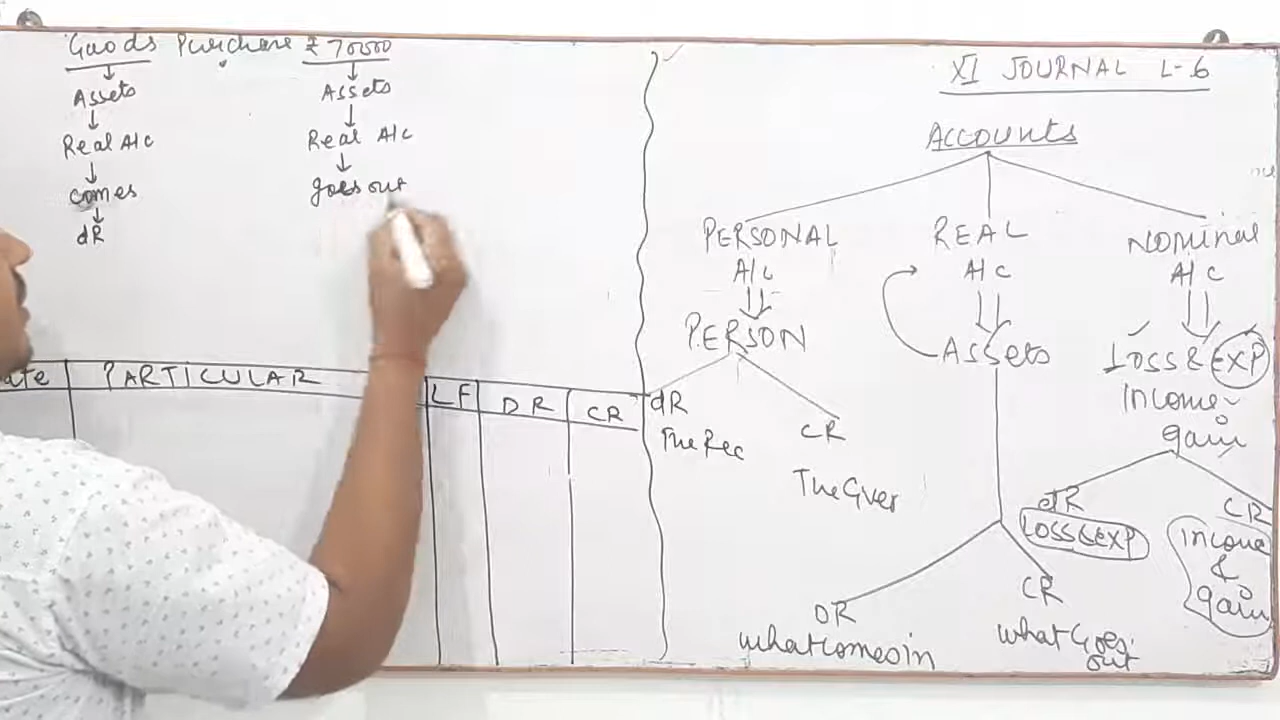 Goods Purchase ₹ 70000
Assets
Real A/c
comes
dR
Assets
Real A/c
goes out
XI JOURNAL L-6
ACCOUNTS
PERSONAL
A/c
PERSON
dR
The Rec
CR
The Giver
REAL
A/c
Assets
DR
what comes in
CR
what Goes
out
Nominal
A/c
Loss & EXP
Income
gain
dR
Loss & EXP
CR
Income
&
gain
ate PARTICULAR LF DR CR